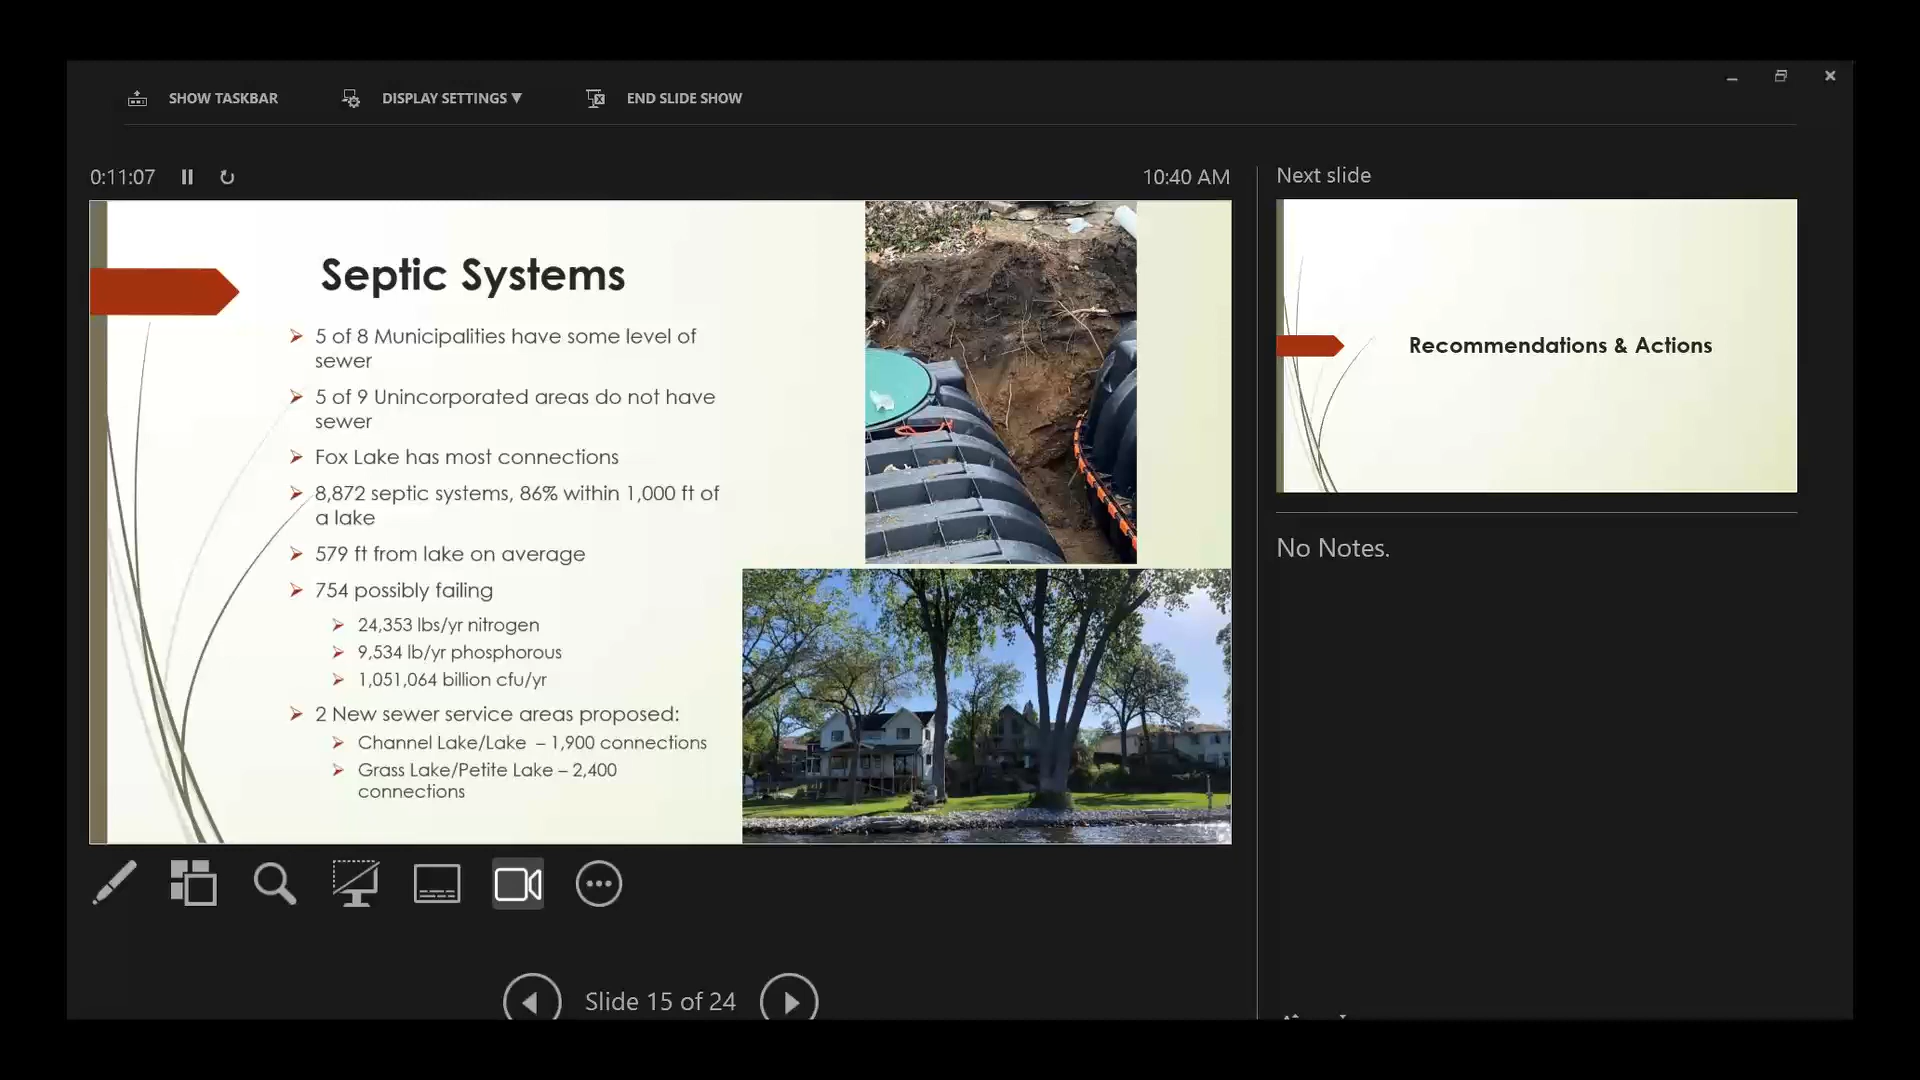 SHOW TASKBAR
DISPLAY SETTINGS ▼
END SLIDE SHOW
0:11:07
10:40 AM
Septic Systems
5 of 8 Municipalities have some level of
sewer
5 of 9 Unincorporated areas do not have
sewer
Fox Lake has most connections
8,872 septic systems, 86% within 1,000 ft of
a lake
579 ft from lake on average
754 possibly failing
24,353 lbs/yr nitrogen
9,534 lb/yr phosphorous
1,051,064 billion cfu/yr
2 New sewer service areas proposed:
Channel Lake/Lake – 1,900 connections
Grass Lake/Petite Lake – 2,400
connections
Slide 15 of 24
Next slide
Recommendations & Actions
No Notes.